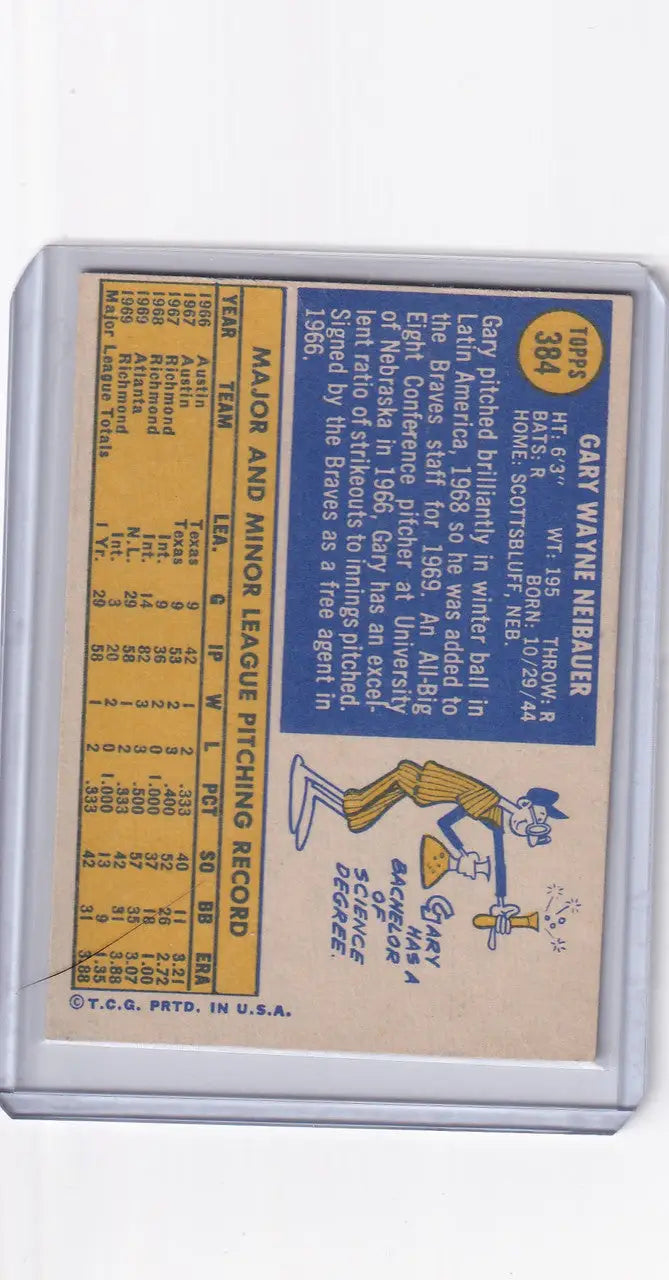 TOPPS
384
GARY WAYNE NEIBAUER
HT: 6'3" WT: 195 THROW: R
BATS: R BORN: 10/29/44
HOME: SCOTTSBLUFF, NEB.
Gary pitched brilliantly in winter ball in
Latin America, 1968 so he was added to
the Braves staff for 1969. An All-Big
Eight Conference pitcher at University
of Nebraska in 1966, Gary has an excel-
lent ratio of strikeouts to innings pitched.
Signed by the Braves as a free agent in
1966.
GARY
HAS A
BACHELOR
OF
SCIENCE
DEGREE.
MAJOR AND MINOR LEAGUE PITCHING RECORD
YEAR TEAM LEA. G IP W L PCT SO BB ERA
1966 Austin Texas 9 42 1 2 .333 40 11 3.21
1967 Austin Texas 9 53 2 3 .400 52 26 2.72
1967 Richmond Int. 9 36 2 0 1.000 37 18 1.00
1968 Richmond Int. 14 82 3 3 .500 57 35 3.07
1969 Atlanta N.L. 29 58 1 2 .333 42 31 3.88
1969 Richmond Int. 3 20 2 0 1.000 13 9 1.35
Major League Totals 1 Yr. 29 58 1 2 .333 42 31 3.88
©T.C.G. PRTD. IN U.S.A.